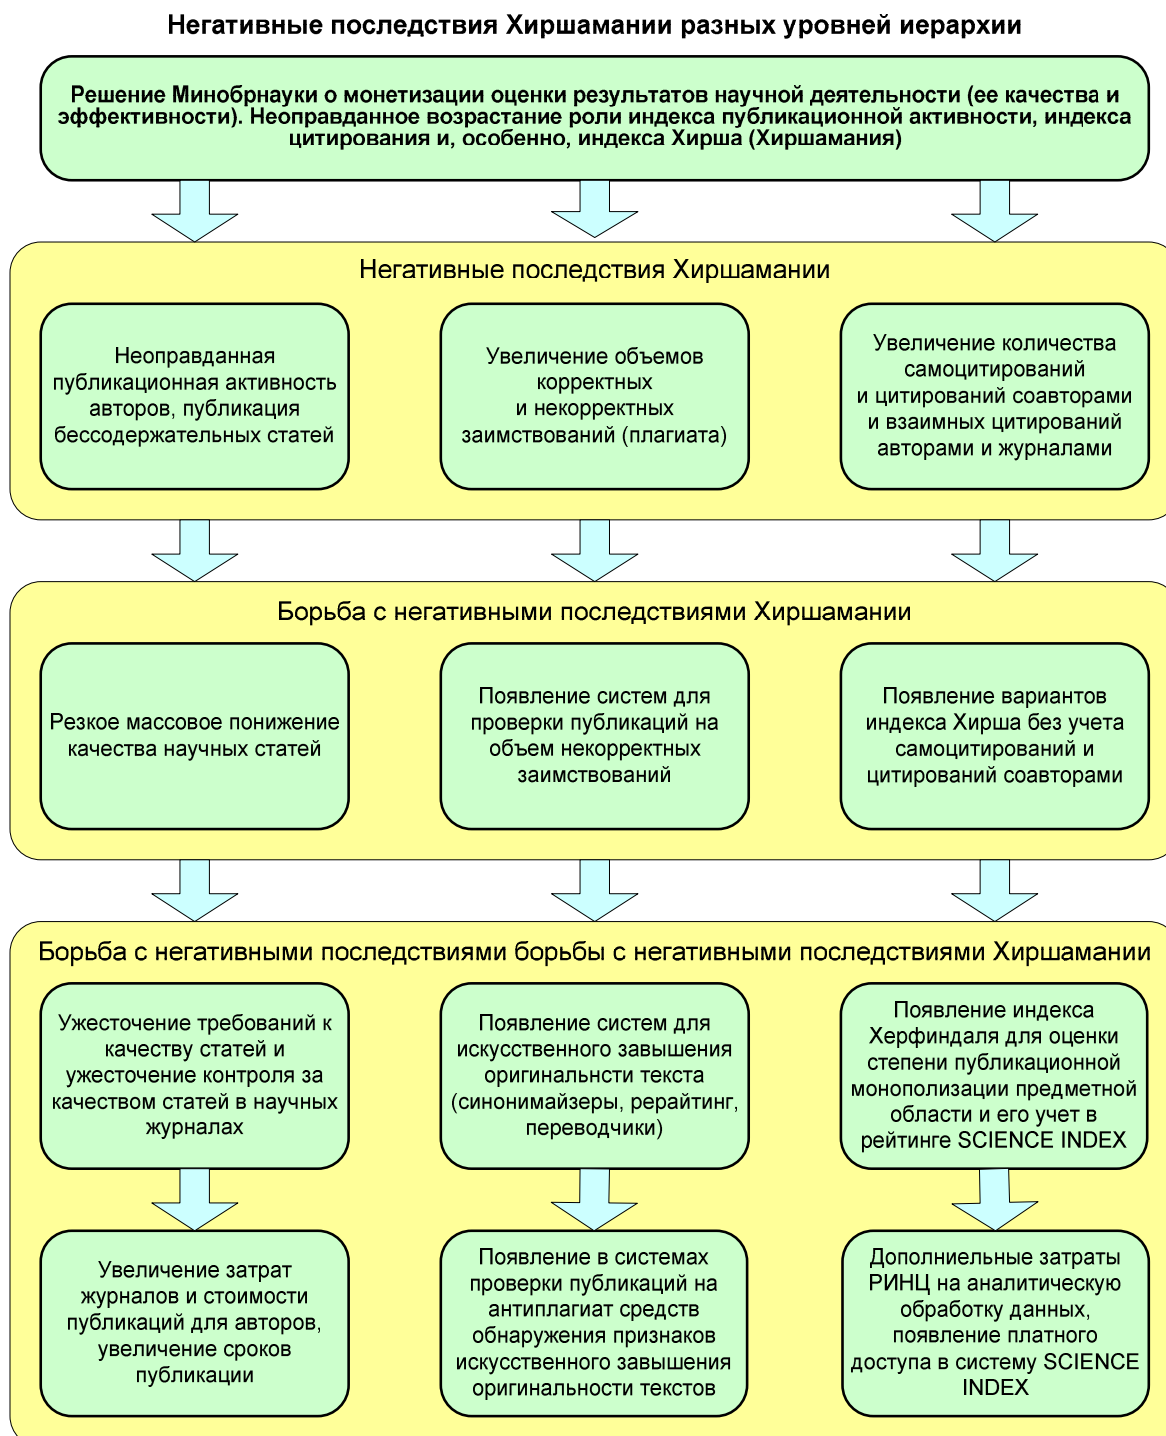 Негативные последствия Хиршамании разных уровней иерархии
Решение Минобрнауки о монетизации оценки результатов научной деятельности (ее качества и
эффективности). Неоправданное возрастание роли индекса публикационной активности, индекса
цитирования и, особенно, индекса Хирша (Хиршамания)
Негативные последствия Хиршамании
Неоправданная
публикационная активность
авторов, публикация
бессодержательных статей
Увеличение объемов
корректных
и некорректных
заимствований (плагиата)
Увеличение количества
самоцитирований
и цитирований соавторами
и взаимных цитирований
авторами и журналами
Борьба с негативными последствиями Хиршамании
Резкое массовое понижение
качества научных статей
Появление систем для
проверки публикаций на
объем некорректных
заимствований
Появление вариантов
индекса Хирша без учета
самоцитирований и
цитирований соавторами
Борьба с негативными последствиями борьбы с негативными последствиями Хиршамании
Ужесточение требований к
качеству статей и
ужесточение контроля за
качеством статей в научных
журналах
Появление систем для
искусственного завышения
оригинальнсти текста
(синонимайзеры, рерайтинг,
переводчики)
Появление индекса
Херфиндаля для оценки
степени публикационной
монополизации предметной
области и его учет в
рейтинге SCIENCE INDEX
Увеличение затрат
журналов и стоимости
публикаций для авторов,
увеличение сроков
публикации
Появление в системах
проверки публикаций на
антиплагиат средств
обнаружения признаков
искусственного завышения
оригинальности текстов
Дополниельные затраты
РИНЦ на аналитическую
обработку данных,
появление платного
доступа в систему SCIENCE
INDEX